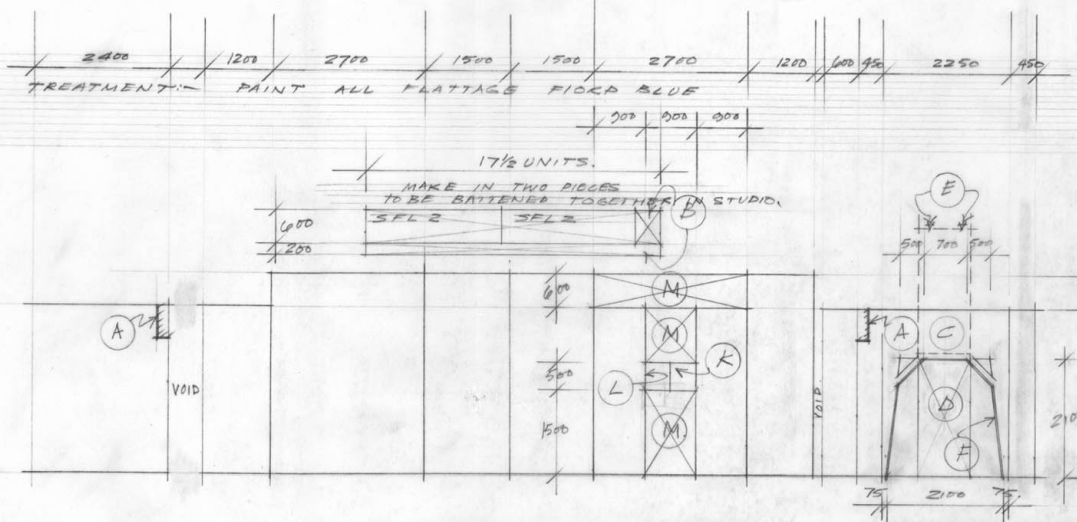 2400 1200 2700 1500 1500 2700 1200 600 450 2250 450
TREATMENT:- PAINT ALL FLATTAGE FIORD BLUE
900 900 900
17½ UNITS.
MAKE IN TWO PIECES
TO BE BATTENED TOGETHER IN STUDIO.
E
B
600 SFL 2 SFL 2
200
500 700 500
600 M
A M A C
K
500
L
VOID VOID.
D
1500 M
F
210
75 2100 75.